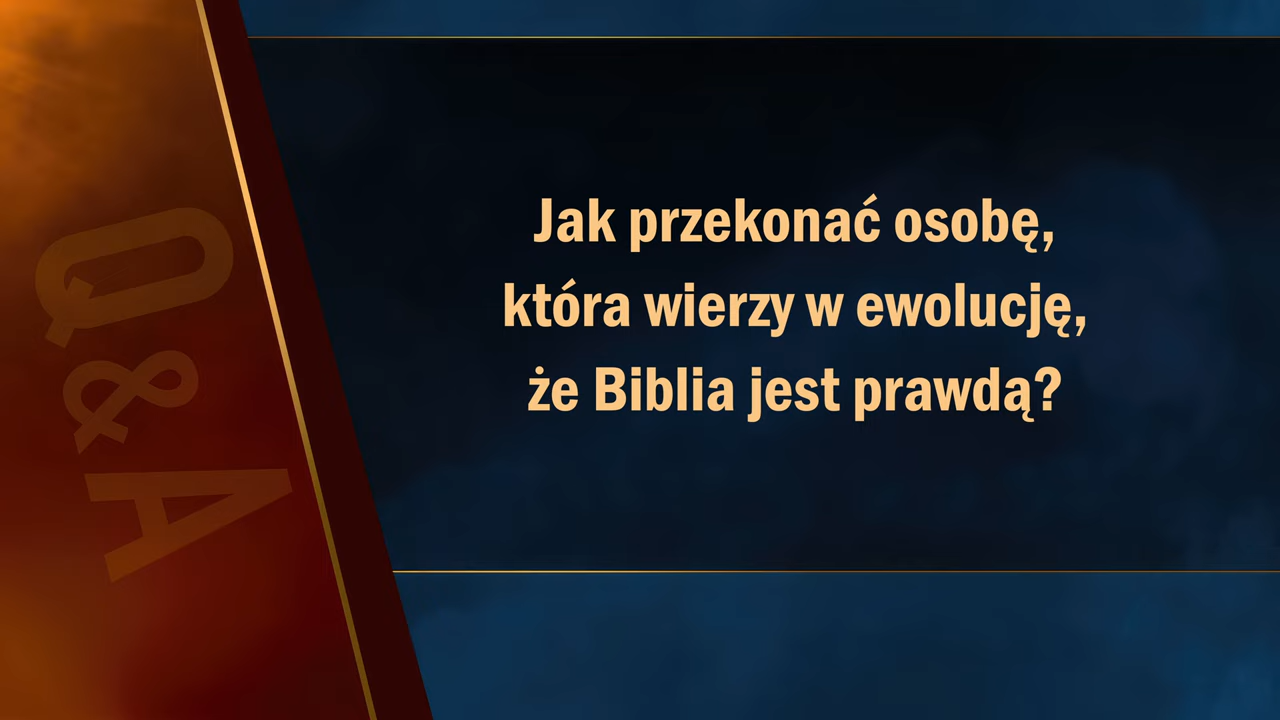 Q & A
Jak przekonać osobę,
która wierzy w ewolucję,
że Biblia jest prawdą?